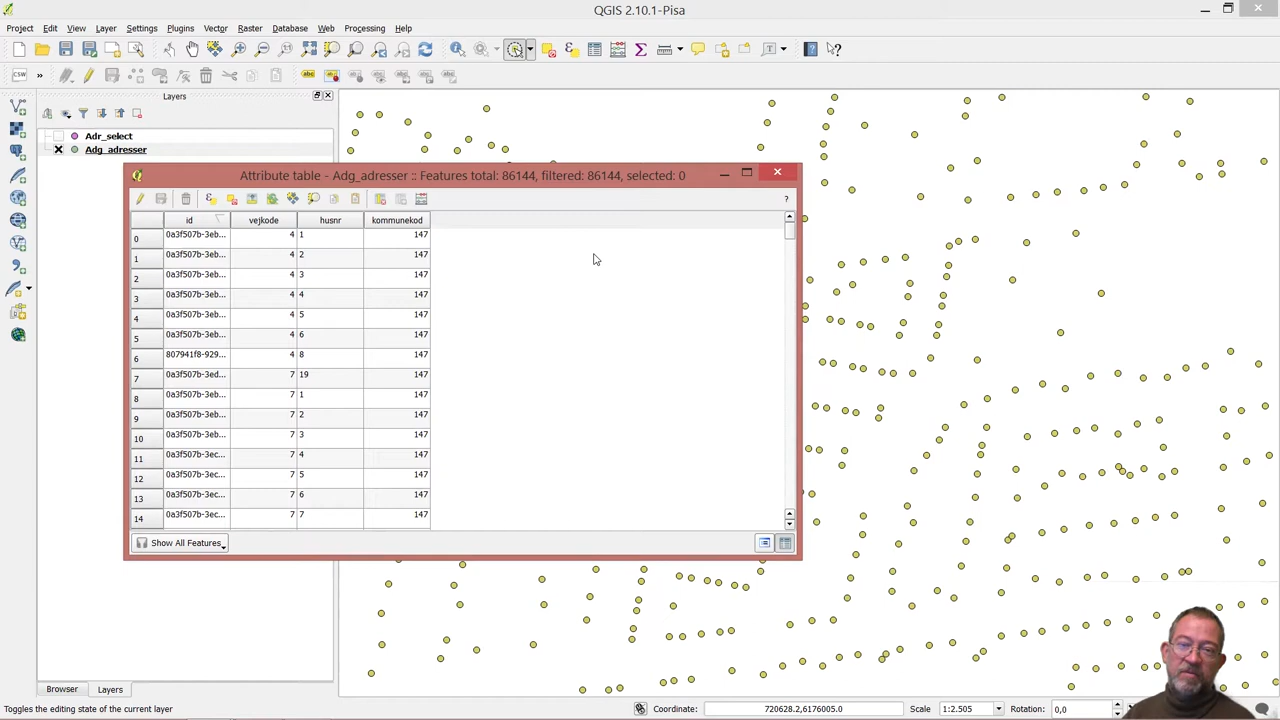 QGIS 2.10.1-Pisa
Project Edit View Layer Settings Plugins Vector Raster Database Web Processing Help
CSW » abc abc abc abc abc abc
Layers
Adr_select
Adg_adresser
Attribute table - Adg_adresser :: Features total: 86144, filtered: 86144, selected: 0
?
id vejkode husnr kommunekod
0 0a3f507b-3eb... 4 1 147
1 0a3f507b-3eb... 4 2 147
2 0a3f507b-3eb... 4 3 147
3 0a3f507b-3eb... 4 4 147
4 0a3f507b-3eb... 4 5 147
5 0a3f507b-3eb... 4 6 147
6 807941f8-929... 4 8 147
7 0a3f507b-3ed... 7 19 147
8 0a3f507b-3eb... 7 1 147
9 0a3f507b-3eb... 7 2 147
10 0a3f507b-3eb... 7 3 147
11 0a3f507b-3ec... 7 4 147
12 0a3f507b-3ec... 7 5 147
13 0a3f507b-3ec... 7 6 147
14 0a3f507b-3ec... 7 7 147
Show All Features
Browser Layers
Toggles the editing state of the current layer Coordinate: 720628.2,6176005.0 Scale 1:2.505 Rotation: 0,0